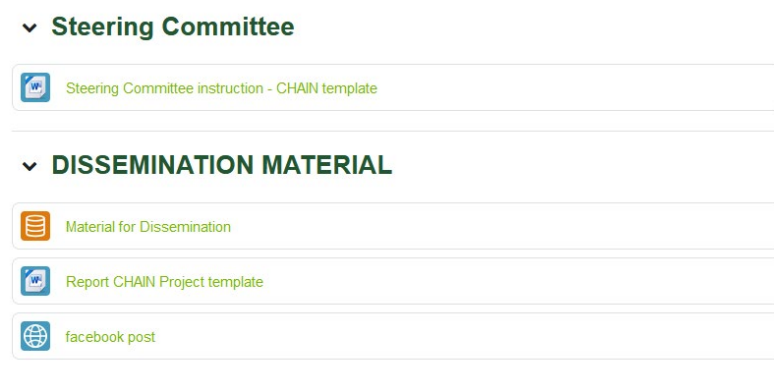 Steering Committee
Steering Committee instruction - CHAIN template
DISSEMINATION MATERIAL
Material for Dissemination
Report CHAIN Project template
facebook post